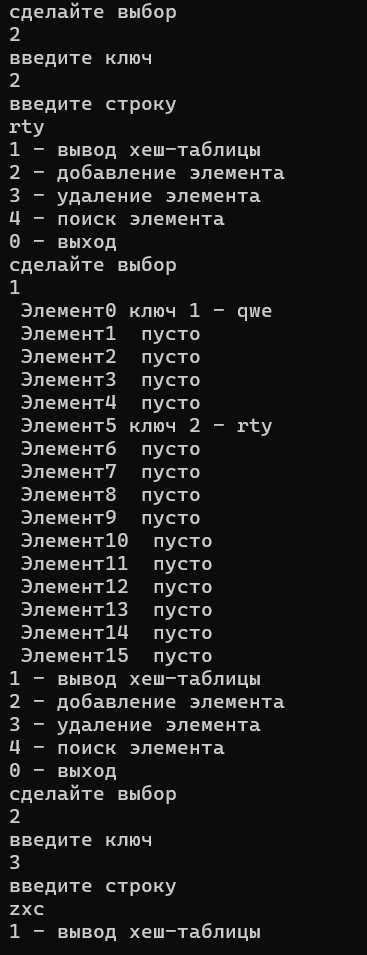 сделайте выбор
2
введите ключ
2
введите строку
rty
1 - вывод хеш-таблицы
2 - добавление элемента
3 - удаление элемента
4 - поиск элемента
0 - выход
сделайте выбор
1
Элемент0 ключ 1 - qwe
Элемент1  пусто
Элемент2  пусто
Элемент3  пусто
Элемент4  пусто
Элемент5 ключ 2 - rty
Элемент6  пусто
Элемент7  пусто
Элемент8  пусто
Элемент9  пусто
Элемент10  пусто
Элемент11  пусто
Элемент12  пусто
Элемент13  пусто
Элемент14  пусто
Элемент15  пусто
1 - вывод хеш-таблицы
2 - добавление элемента
3 - удаление элемента
4 - поиск элемента
0 - выход
сделайте выбор
2
введите ключ
3
введите строку
zxc
1 - вывод хеш-таблицы